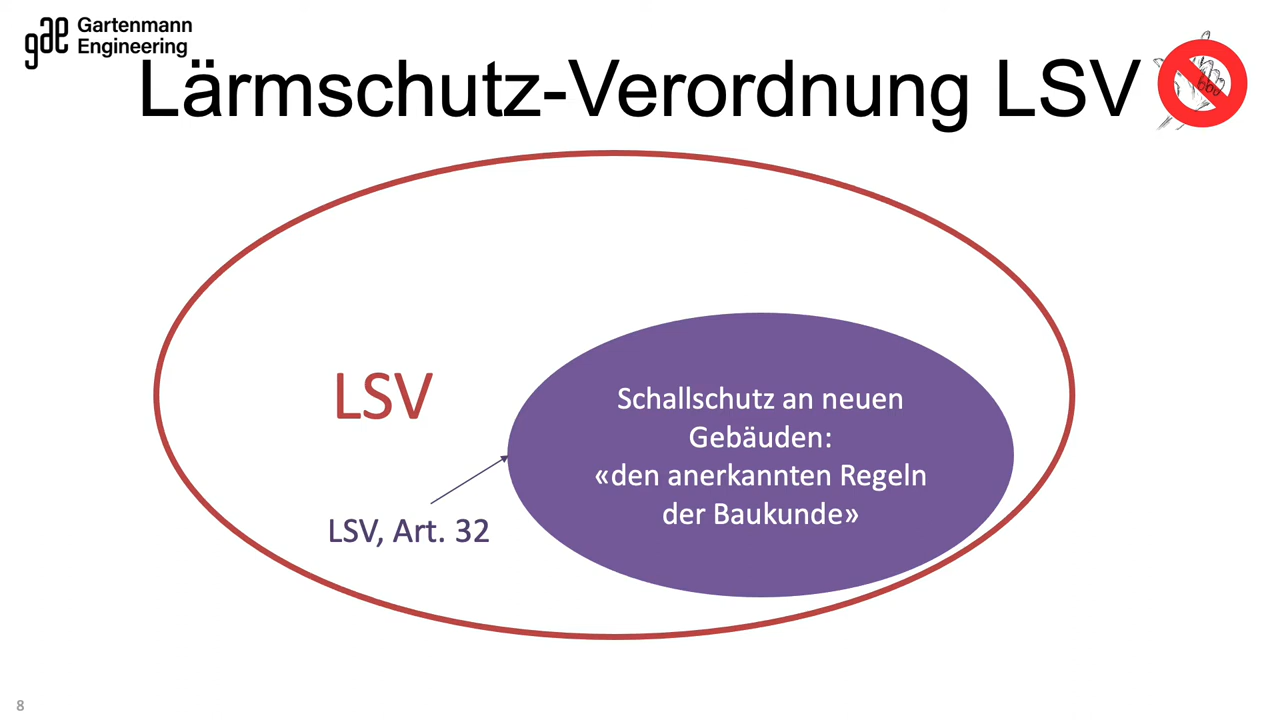 gae Gartenmann
Engineering
Lärmschutz-Verordnung LSV
LSV
Schallschutz an neuen
Gebäuden:
«den anerkannten Regeln
der Baukunde»
LSV, Art. 32
8